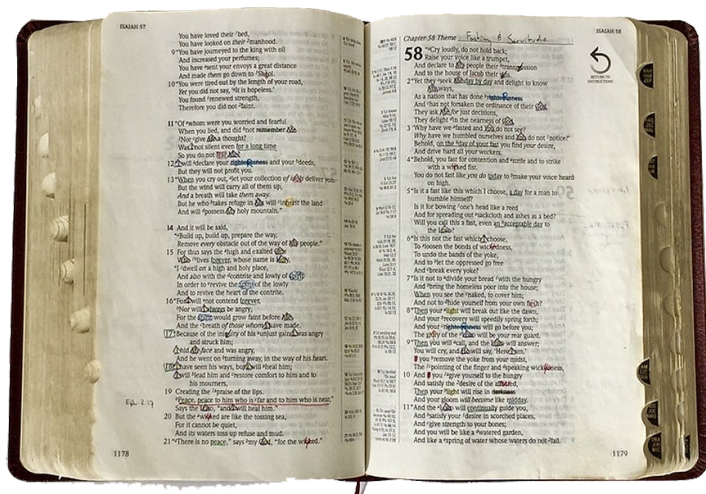 ISAIAH 57
You have loved their bed,
You have looked on their manhood.
9 "You have journeyed to the king with oil
And increased your perfumes;
You have sent your envoys a great distance
And made them go down to Sheol.
10 "You were tired out by the length of your road,
Yet you did not say, 'It is hopeless.'
You found renewed strength,
Therefore you did not faint.
11 "Of whom were you worried and fearful
When you lied, and did not remember Me
Nor give Me a thought?
Was I not silent even for a long time
So you do not fear Me?
12 "I will declare your righteousness and your deeds,
But they will not profit you.
13 "When you cry out, let your collection of idols deliver you.
But the wind will carry all of them up,
And a breath will take them away.
But he who takes refuge in Me will inherit the land
And will possess My holy mountain."
14 And it will be said,
"Build up, build up, prepare the way,
Remove every obstacle out of the way of My people."
15 For thus says the high and exalted One
Who lives forever, whose name is Holy,
"I dwell on a high and holy place,
And also with the contrite and lowly of spirit
In order to revive the spirit of the lowly
And to revive the heart of the contrite.
16 "For I will not contend forever,
Nor will I always be angry;
For the spirit would grow faint before Me,
And the breath of those whom I have made.
17 "Because of the iniquity of his unjust gain I was angry
and struck him;
I hid My face and was angry,
And he went on turning away, in the way of his heart.
18 "I have seen his ways, but I will heal him;
I will lead him and restore comfort to him and to
his mourners,
19 Creating the praise of the lips.
Peace, peace to him who is far and to him who is near,"
Says the LORD, "and I will heal him."
Eph 2:17
20 But the wicked are like the tossing sea,
For it cannot be quiet,
And its waters toss up refuse and mud.
21 "There is no peace," says my God, "for the wicked."
1178
Chapter 58 Theme Fasting & Servitude
ISAIAH 58
RETURN TO
INSTRUCTIONS
58 "Cry loudly, do not hold back;
Raise your voice like a trumpet,
And declare to My people their transgression
And to the house of Jacob their sins.
2 "Yet they seek Me day by day and delight to know
My ways,
As a nation that has done righteousness
And has not forsaken the ordinance of their God.
They ask Me for just decisions,
They delight in the nearness of God.
3 'Why have we fasted and You do not see?
Why have we humbled ourselves and You do not notice?'
Behold, on the day of your fast you find your desire,
And drive hard all your workers.
4 "Behold, you fast for contention and strife and to strike
with a wicked fist.
You do not fast like you do today to make your voice heard
on high.
5 "Is it a fast like this which I choose, a day for a man to
humble himself?
Is it for bowing one's head like a reed
And for spreading out sackcloth and ashes as a bed?
Will you call this a fast, even an acceptable day to
the LORD?
6 "Is this not the fast which I choose,
To loosen the bonds of wickedness,
To undo the bands of the yoke,
And to let the oppressed go free
And break every yoke?
7 "Is it not to divide your bread with the hungry
And bring the homeless poor into the house;
When you see the naked, to cover him;
And not to hide yourself from your own flesh?
8 "Then your light will break out like the dawn,
And your recovery will speedily spring forth;
And your righteousness will go before you;
The glory of the LORD will be your rear guard.
9 "Then you will call, and the LORD will answer;
You will cry, and He will say, 'Here I am.'
If you remove the yoke from your midst,
The pointing of the finger and speaking wickedness,
10 And if you give yourself to the hungry
And satisfy the desire of the afflicted,
Then your light will rise in darkness
And your gloom will become like midday.
11 "And the LORD will continually guide you,
And satisfy your desire in scorched places,
And give strength to your bones;
And you will be like a watered garden,
And like a spring of water whose waters do not fail.
1179